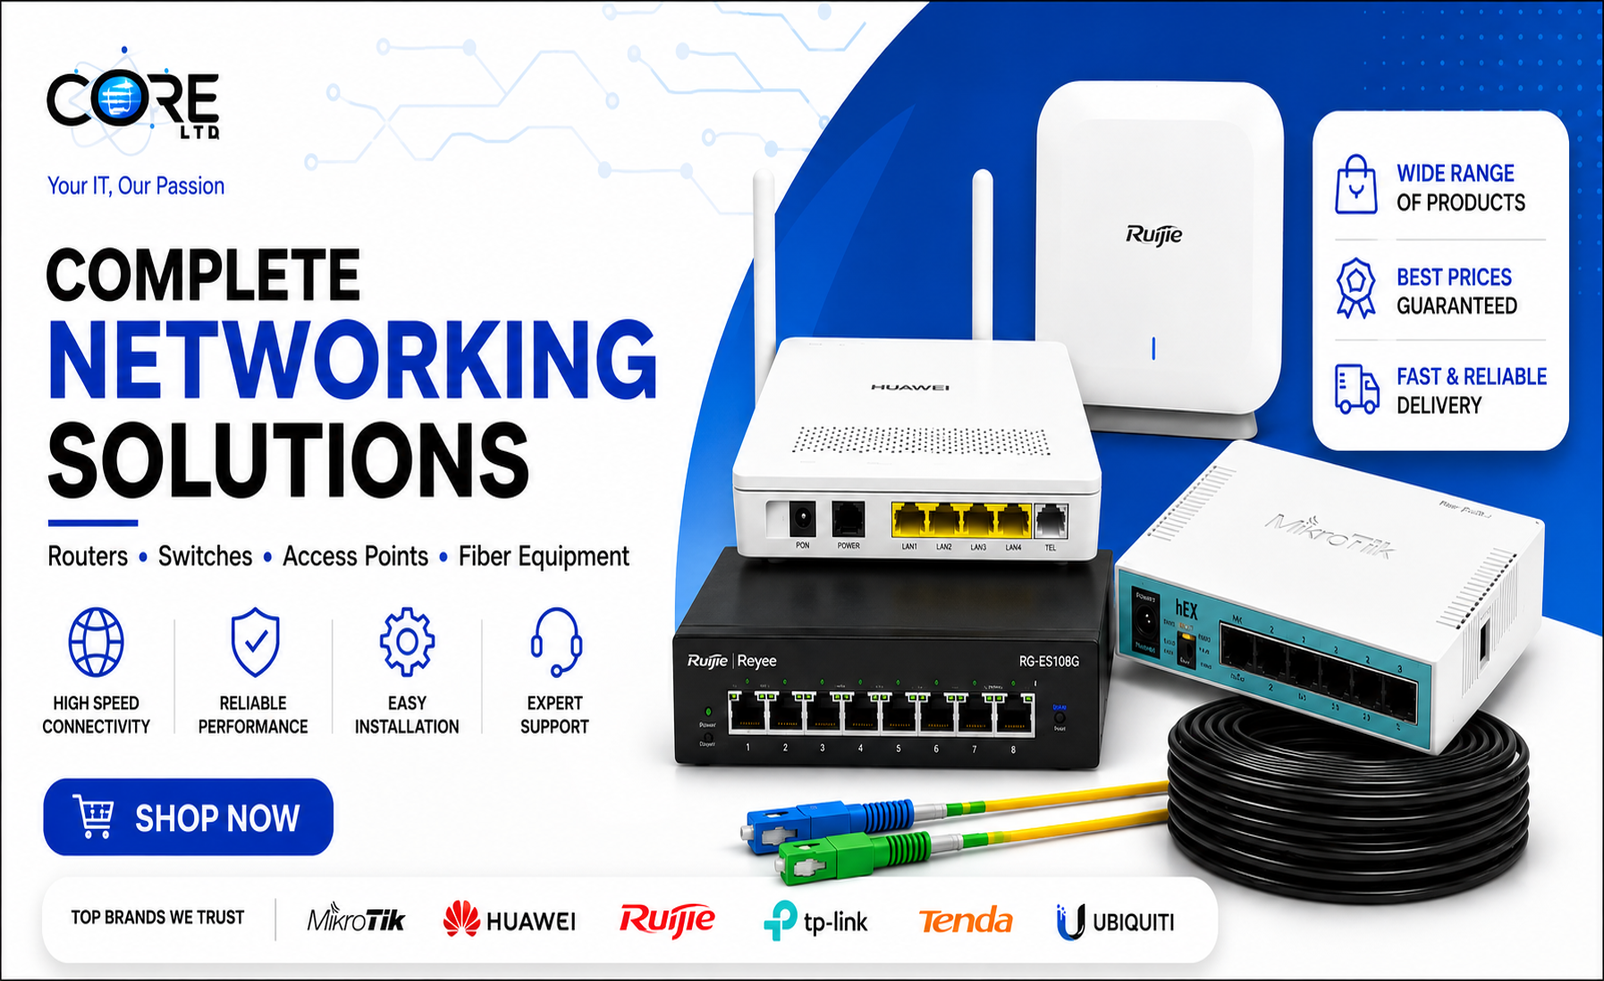 CORE
LTD
Your IT, Our Passion
COMPLETE
NETWORKING
SOLUTIONS
Routers • Switches • Access Points • Fiber Equipment
HIGH SPEED
CONNECTIVITY
RELIABLE
PERFORMANCE
EASY
INSTALLATION
EXPERT
SUPPORT
SHOP NOW
TOP BRANDS WE TRUST
MikroTik
HUAWEI
Ruijie
tp-link
Tenda
UBIQUITI
Ruijie
HUAWEI
PON POWER LAN1 LAN2 LAN3 LAN4 TEL
Ruijie | Reyee RG-ES108G
1 2 3 4 5 6 7 8
MikroTik
hEX
WIDE RANGE
OF PRODUCTS
BEST PRICES
GUARANTEED
FAST & RELIABLE
DELIVERY